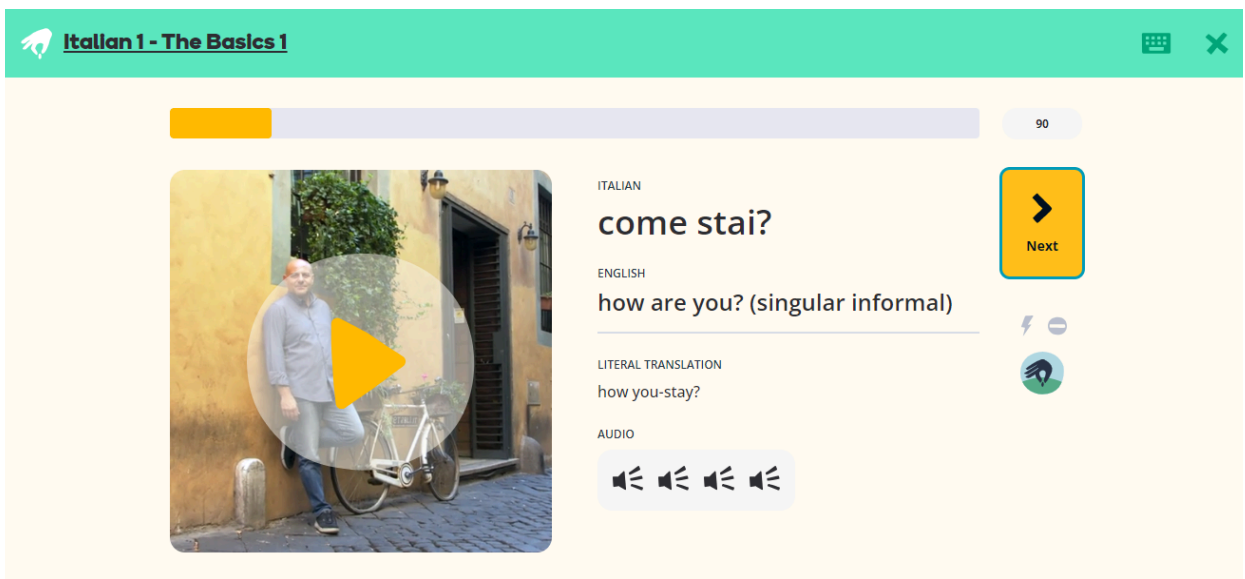 Italian 1 - The Basics 1
90
ITALIAN
come stai?
Next
ENGLISH
how are you? (singular informal)
LITERAL TRANSLATION
how you-stay?
AUDIO